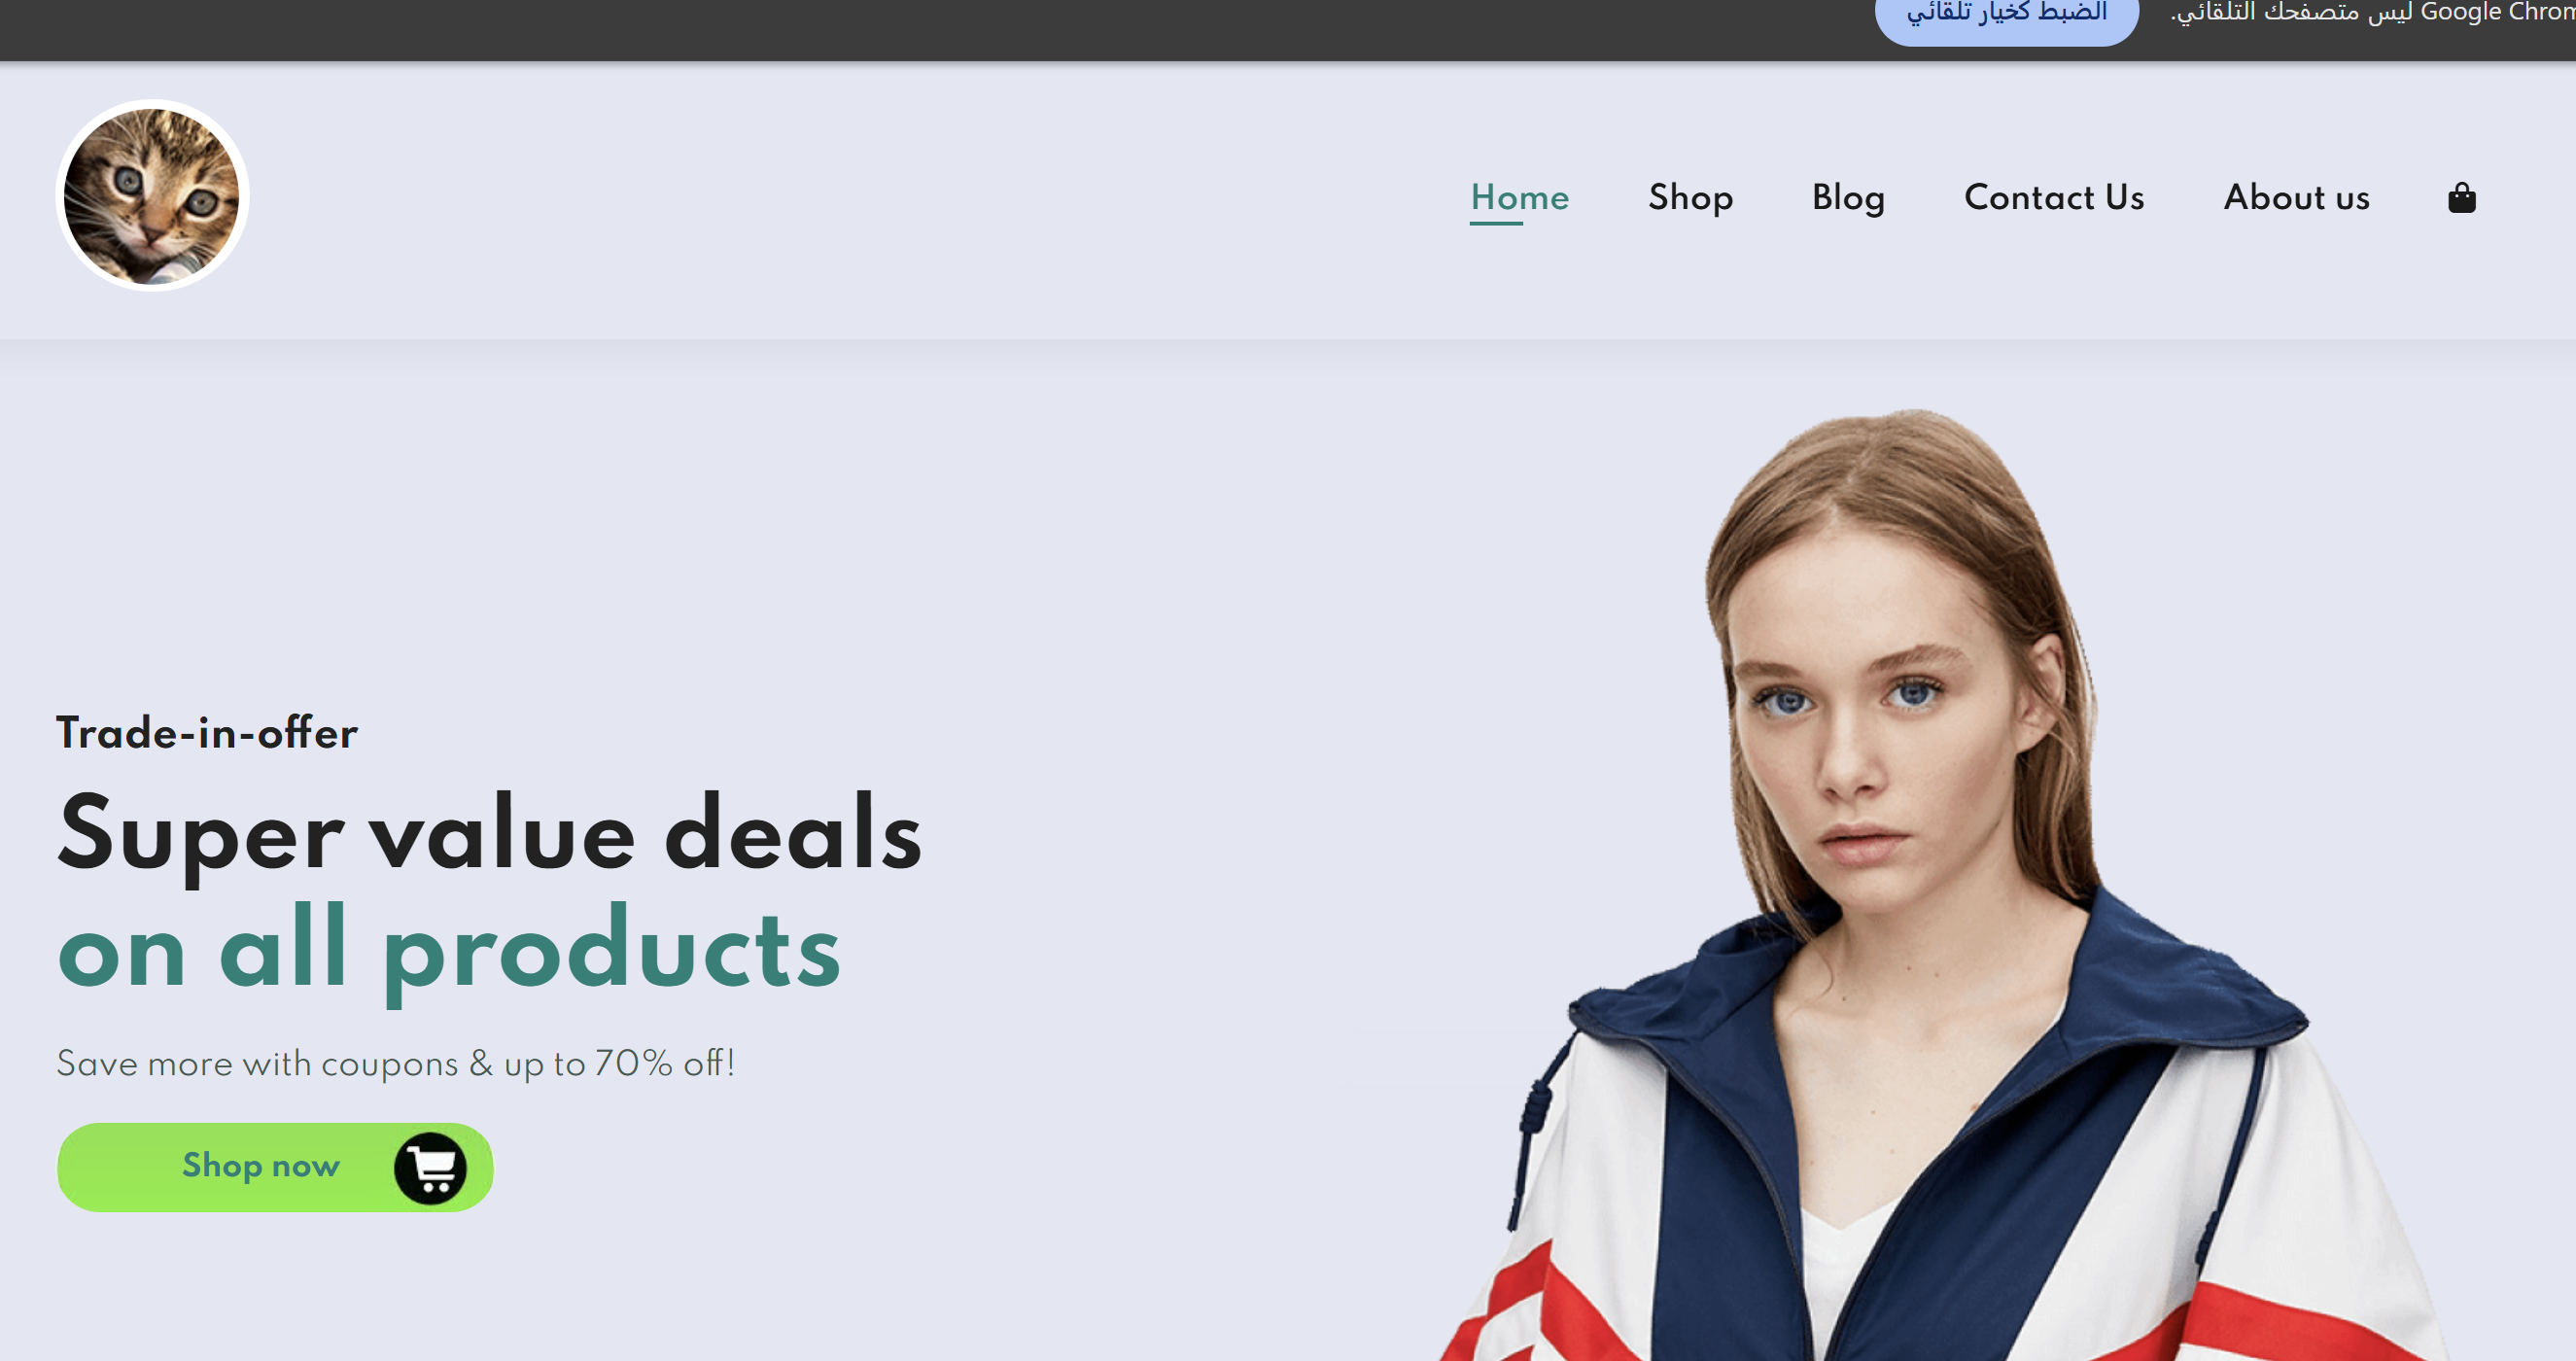 Google Chrom ليس متصفحك التلقائي.
الضبط كخيار تلقائي
Home Shop Blog Contact Us About us
Trade-in-offer
Super value deals
on all products
Save more with coupons & up to 70% off!
Shop now